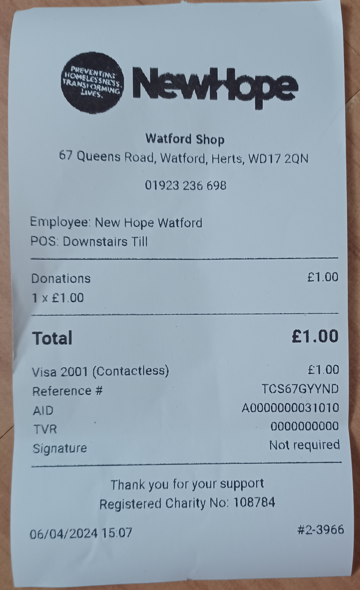 PREVENTING
HOMELESSNESS.
TRANSFORMING
LIVES.
NewHope
Watford Shop
67 Queens Road, Watford, Herts, WD17 2QN
01923 236 698
Employee: New Hope Watford
POS: Downstairs Till
Donations £1.00
1 x £1.00
Total £1.00
Visa 2001 (Contactless) £1.00
Reference # TCS67GYYND
AID A0000000031010
TVR 0000000000
Signature Not required
Thank you for your support
Registered Charity No: 108784
06/04/2024 15:07 #2-3966